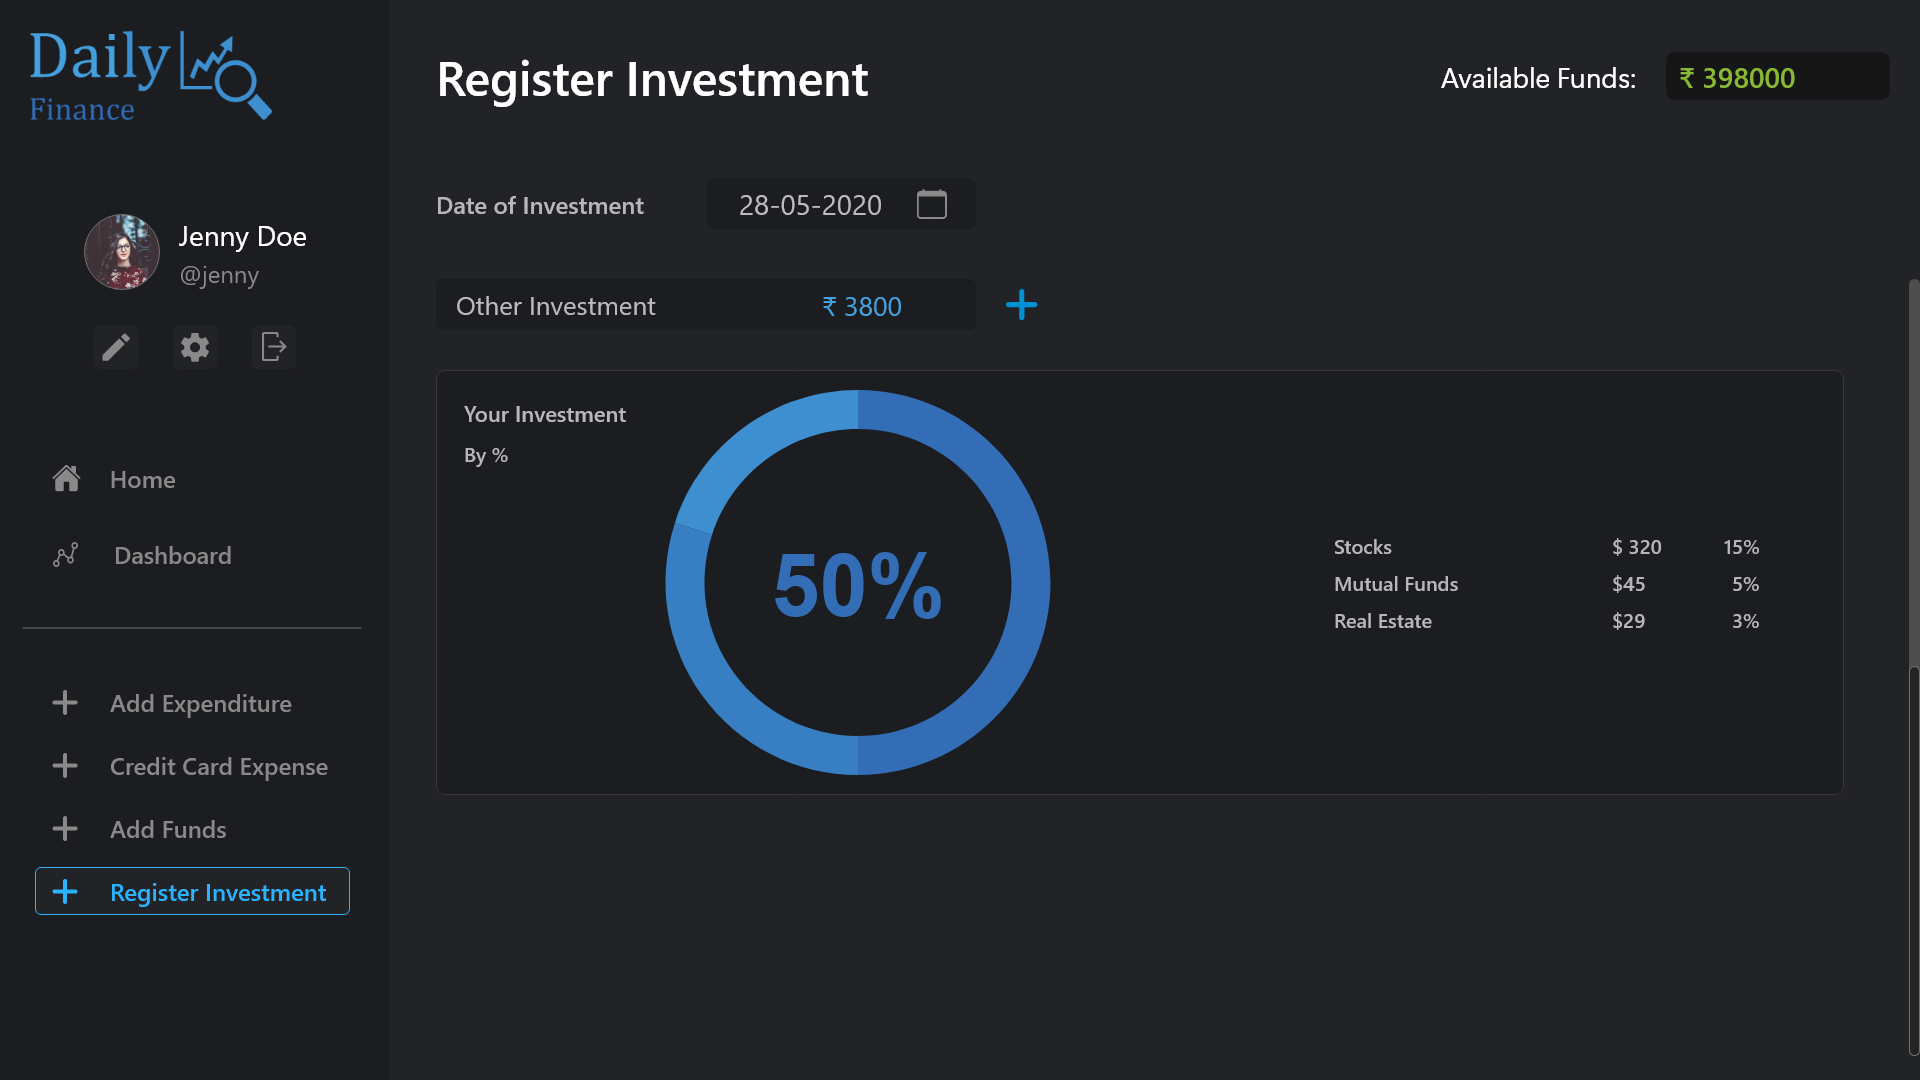 Daily
Finance
Jenny Doe
@jenny
Home
Dashboard
Add Expenditure
Credit Card Expense
Add Funds
Register Investment
Register Investment
Available Funds: ₹ 398000
Date of Investment 28-05-2020
Other Investment ₹ 3800
Your Investment
By %
50%
Stocks $ 320 15%
Mutual Funds $45 5%
Real Estate $29 3%